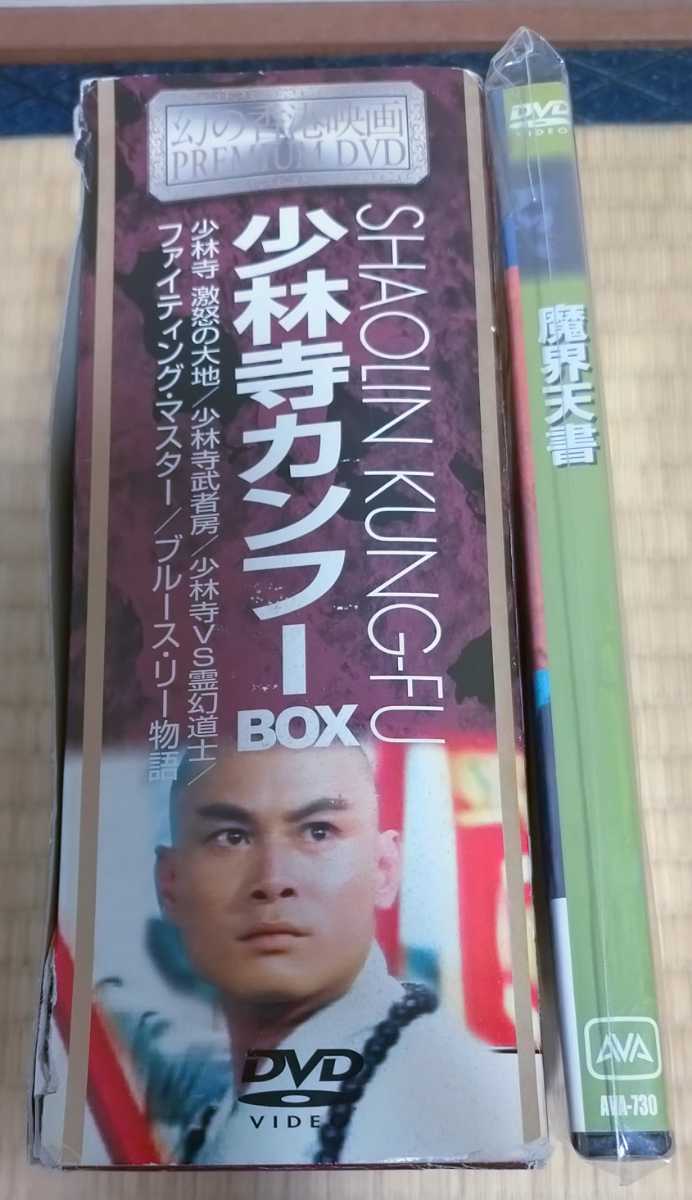 幻の香港映画
PREMIUM DVD
SHAOLIN KUNG-FU
少林寺カンフーBOX
少林寺 激怒の大地/少林寺武者房/少林寺VS霊幻道士/
ファイティング・マスター/ブルース・リー物語
DVD
VIDEO
DVD
VIDEO
魔界天書
AVA
AVA-730